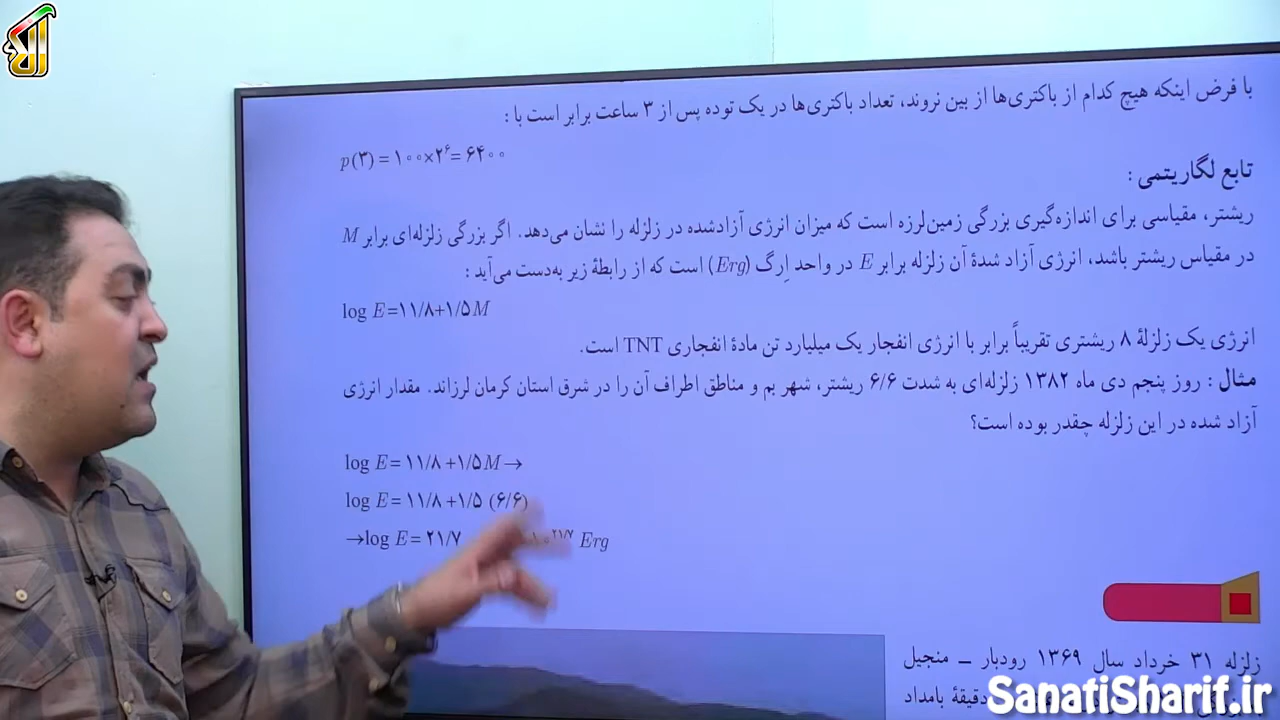 با فرض اینکه هیچ کدام از باکتری‌ها از بین نروند، تعداد باکتری‌ها در یک توده پس از ۳ ساعت برابر است با :
p(۳) = ۱۰۰×۲^۶ = ۶۴۰۰
تابع لگاریتمی :
ریشتر، مقیاسی برای اندازه‌گیری بزرگی زمین‌لرزه است که میزان انرژی آزادشده در زلزله را نشان می‌دهد. اگر بزرگی زلزله‌ای برابر M
در مقیاس ریشتر باشد، انرژی آزاد شدهٔ آن زلزله برابر E در واحد اِرگ (Erg) است که از رابطهٔ زیر به‌دست می‌آید :
log E=۱۱/۸+۱/۵M
انرژی یک زلزلهٔ ۸ ریشتری تقریباً برابر با انرژی انفجار یک میلیارد تن مادهٔ انفجاری TNT است.
مثال : روز پنجم دی ماه ۱۳۸۲ زلزله‌ای به شدت ۶/۶ ریشتر، شهر بم و مناطق اطراف آن را در شرق استان کرمان لرزاند. مقدار انرژی
آزاد شده در این زلزله چقدر بوده است؟
log E= ۱۱/۸ +۱/۵M→
log E= ۱۱/۸ +۱/۵ (۶/۶)
→log E= ۲۱/۷ ۱۰^۲۱/۷ Erg
زلزله ۳۱ خرداد سال ۱۳۶۹ رودبار – منجیل
دقیقهٔ بامداد
SanatiSharif.ir